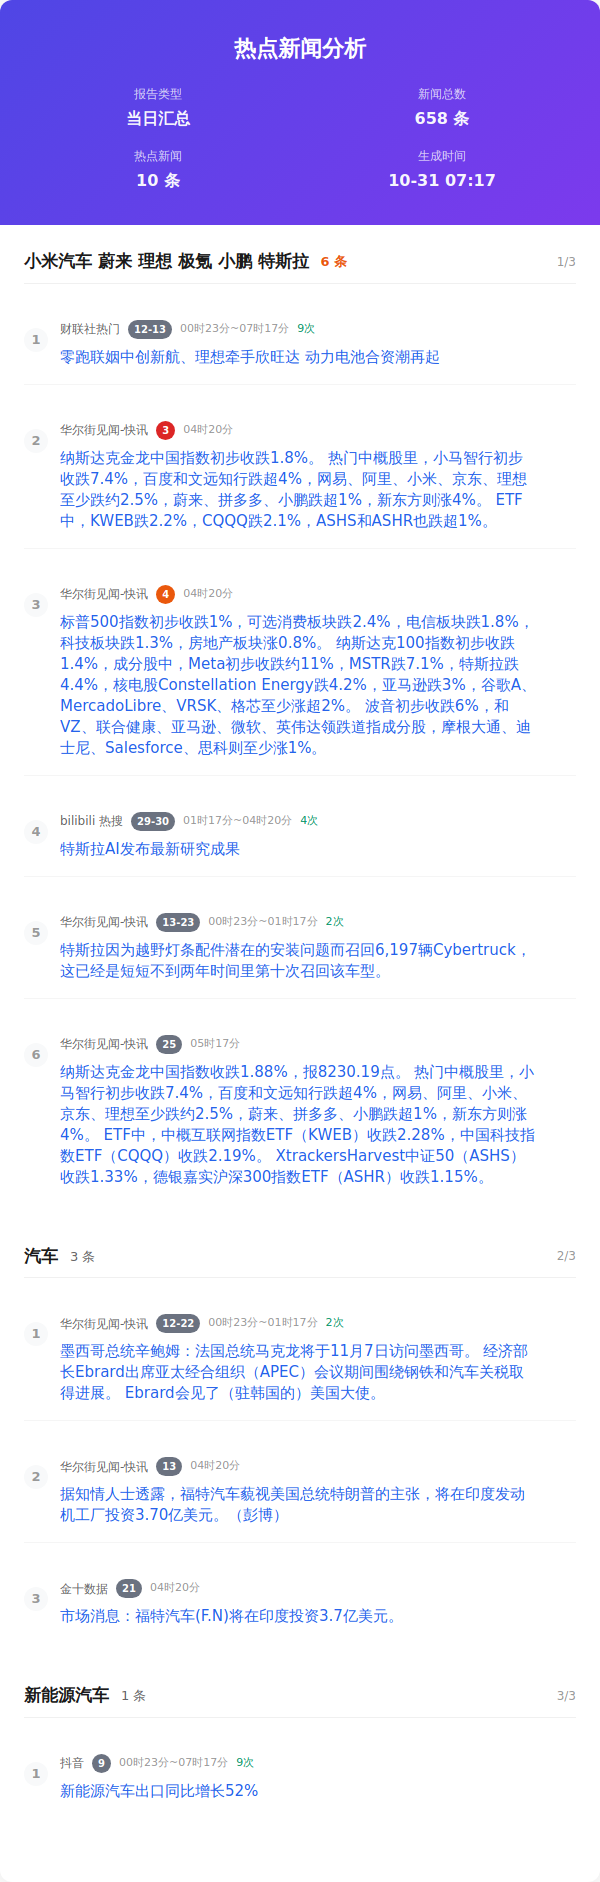 热点新闻分析
报告类型
当日汇总
新闻总数
658 条
热点新闻
10 条
生成时间
10-31 07:17
小米汽车 蔚来 理想 极氪 小鹏 特斯拉 6 条 1/3
1
财联社热门 12-13 00时23分~07时17分 9次
零跑联姻中创新航、理想牵手欣旺达 动力电池合资潮再起
2
华尔街见闻-快讯 3 04时20分
纳斯达克金龙中国指数初步收跌1.8%。 热门中概股里，小马智行初步
收跌7.4%，百度和文远知行跌超4%，网易、阿里、小米、京东、理想
至少跌约2.5%，蔚来、拼多多、小鹏跌超1%，新东方则涨4%。 ETF
中，KWEB跌2.2%，CQQQ跌2.1%，ASHS和ASHR也跌超1%。
3
华尔街见闻-快讯 4 04时20分
标普500指数初步收跌1%，可选消费板块跌2.4%，电信板块跌1.8%，
科技板块跌1.3%，房地产板块涨0.8%。 纳斯达克100指数初步收跌
1.4%，成分股中，Meta初步收跌约11%，MSTR跌7.1%，特斯拉跌
4.4%，核电股Constellation Energy跌4.2%，亚马逊跌3%，谷歌A、
MercadoLibre、VRSK、格芯至少涨超2%。 波音初步收跌6%，和
VZ、联合健康、亚马逊、微软、英伟达领跌道指成分股，摩根大通、迪
士尼、Salesforce、思科则至少涨1%。
4
bilibili 热搜 29-30 01时17分~04时20分 4次
特斯拉AI发布最新研究成果
5
华尔街见闻-快讯 13-23 00时23分~01时17分 2次
特斯拉因为越野灯条配件潜在的安装问题而召回6,197辆Cybertruck，
这已经是短短不到两年时间里第十次召回该车型。
6
华尔街见闻-快讯 25 05时17分
纳斯达克金龙中国指数收跌1.88%，报8230.19点。 热门中概股里，小
马智行初步收跌7.4%，百度和文远知行跌超4%，网易、阿里、小米、
京东、理想至少跌约2.5%，蔚来、拼多多、小鹏跌超1%，新东方则涨
4%。 ETF中，中概互联网指数ETF（KWEB）收跌2.28%，中国科技指
数ETF（CQQQ）收跌2.19%。 XtrackersHarvest中证50（ASHS）
收跌1.33%，德银嘉实沪深300指数ETF（ASHR）收跌1.15%。
汽车 3 条 2/3
1
华尔街见闻-快讯 12-22 00时23分~01时17分 2次
墨西哥总统辛鲍姆：法国总统马克龙将于11月7日访问墨西哥。 经济部
长Ebrard出席亚太经合组织（APEC）会议期间围绕钢铁和汽车关税取
得进展。 Ebrard会见了（驻韩国的）美国大使。
2
华尔街见闻-快讯 13 04时20分
据知情人士透露，福特汽车藐视美国总统特朗普的主张，将在印度发动
机工厂投资3.70亿美元。（彭博）
3
金十数据 21 04时20分
市场消息：福特汽车(F.N)将在印度投资3.7亿美元。
新能源汽车 1 条 3/3
1
抖音 9 00时23分~07时17分 9次
新能源汽车出口同比增长52%